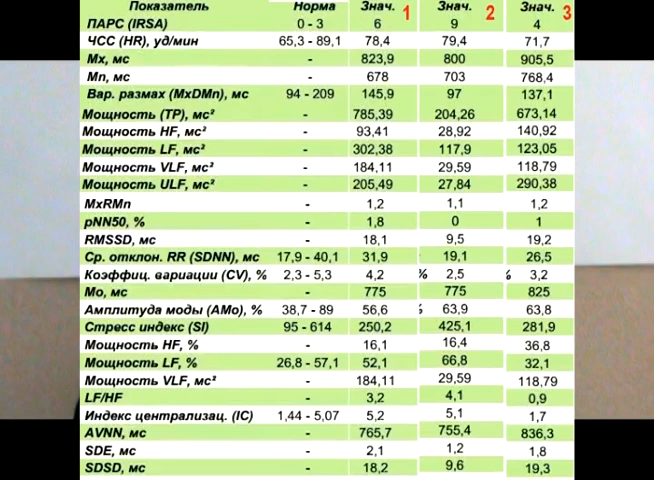 Показатель Норма Знач. 1 Знач. 2 Знач. 3
ПАРС (IRSA) 0 - 3 6 9 4
ЧСС (HR), уд/мин 65,3 - 89,1 78,4 79,4 71,7
Mx, мс - 823,9 800 905,5
Mn, мс - 678 703 768,4
Вар. размах (MxDMn), мс 94 - 209 145,9 97 137,1
Мощность (TP), мс² - 785,39 204,26 673,14
Мощность HF, мс² - 93,41 28,92 140,92
Мощность LF, мс² - 302,38 117,9 123,05
Мощность VLF, мс² - 184,11 29,59 118,79
Мощность ULF, мс² - 205,49 27,84 290,38
MxRMn - 1,2 1,1 1,2
pNN50, % - 1,8 0 1
RMSSD, мс - 18,1 9,5 19,2
Ср. отклон. RR (SDNN), мс 17,9 - 40,1 31,9 19,1 26,5
Коэффиц. вариации (CV), % 2,3 - 5,3 4,2 % 2,5 % 3,2
Mo, мс - 775 775 825
Амплитуда моды (AMo), % 38,7 - 89 56,6 63,9 63,8
Стресс индекс (SI) 95 - 614 250,2 425,1 281,9
Мощность HF, % - 16,1 16,4 36,8
Мощность LF, % 26,8 - 57,1 52,1 66,8 32,1
Мощность VLF, мс² - 184,11 29,59 118,79
LF/HF - 3,2 4,1 0,9
Индекс централизац. (IC) 1,44 - 5,07 5,2 5,1 1,7
AVNN, мс - 765,7 755,4 836,3
SDE, мс - 2,1 1,2 1,8
SDSD, мс - 18,2 9,6 19,3